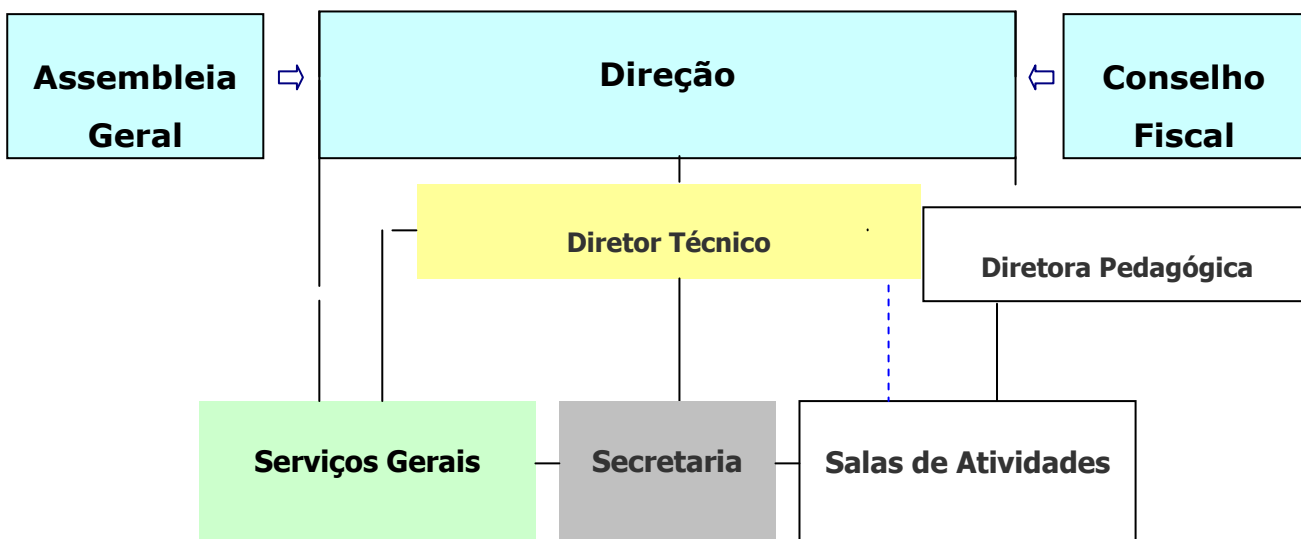 Assembleia
Geral
Direção
Conselho
Fiscal
Diretor Técnico
Diretora Pedagógica
Serviços Gerais
Secretaria
Salas de Atividades